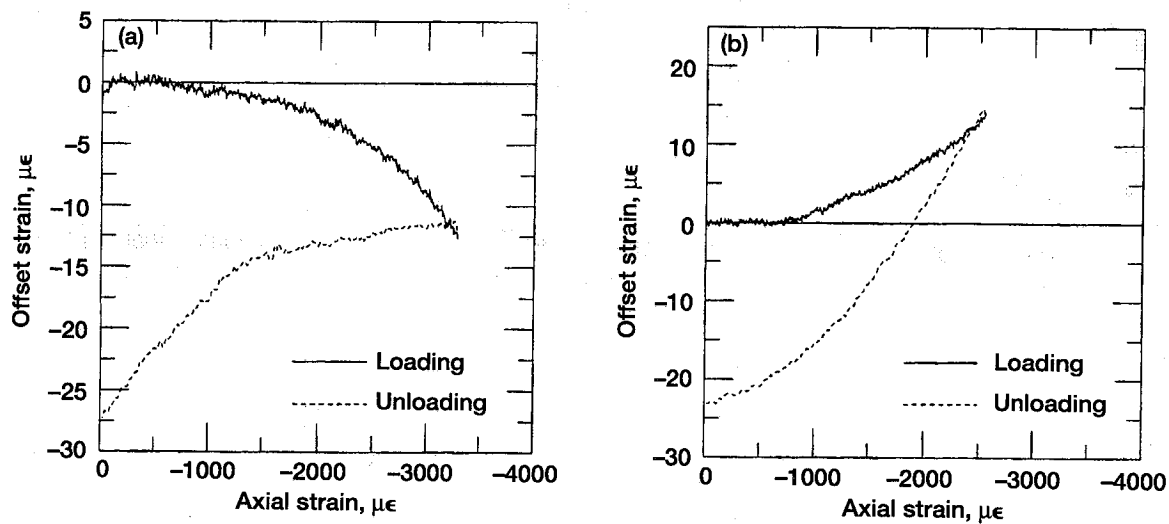 (a)
5
0
−5
−10
−15
−20
−25
−30
Offset strain, µε
Loading
Unloading
0 −1000 −2000 −3000 −4000
Axial strain, µε
(b)
20
10
0
−10
−20
−30
Offset strain, µε
Loading
Unloading
0 −1000 −2000 −3000 −4000
Axial strain, µε